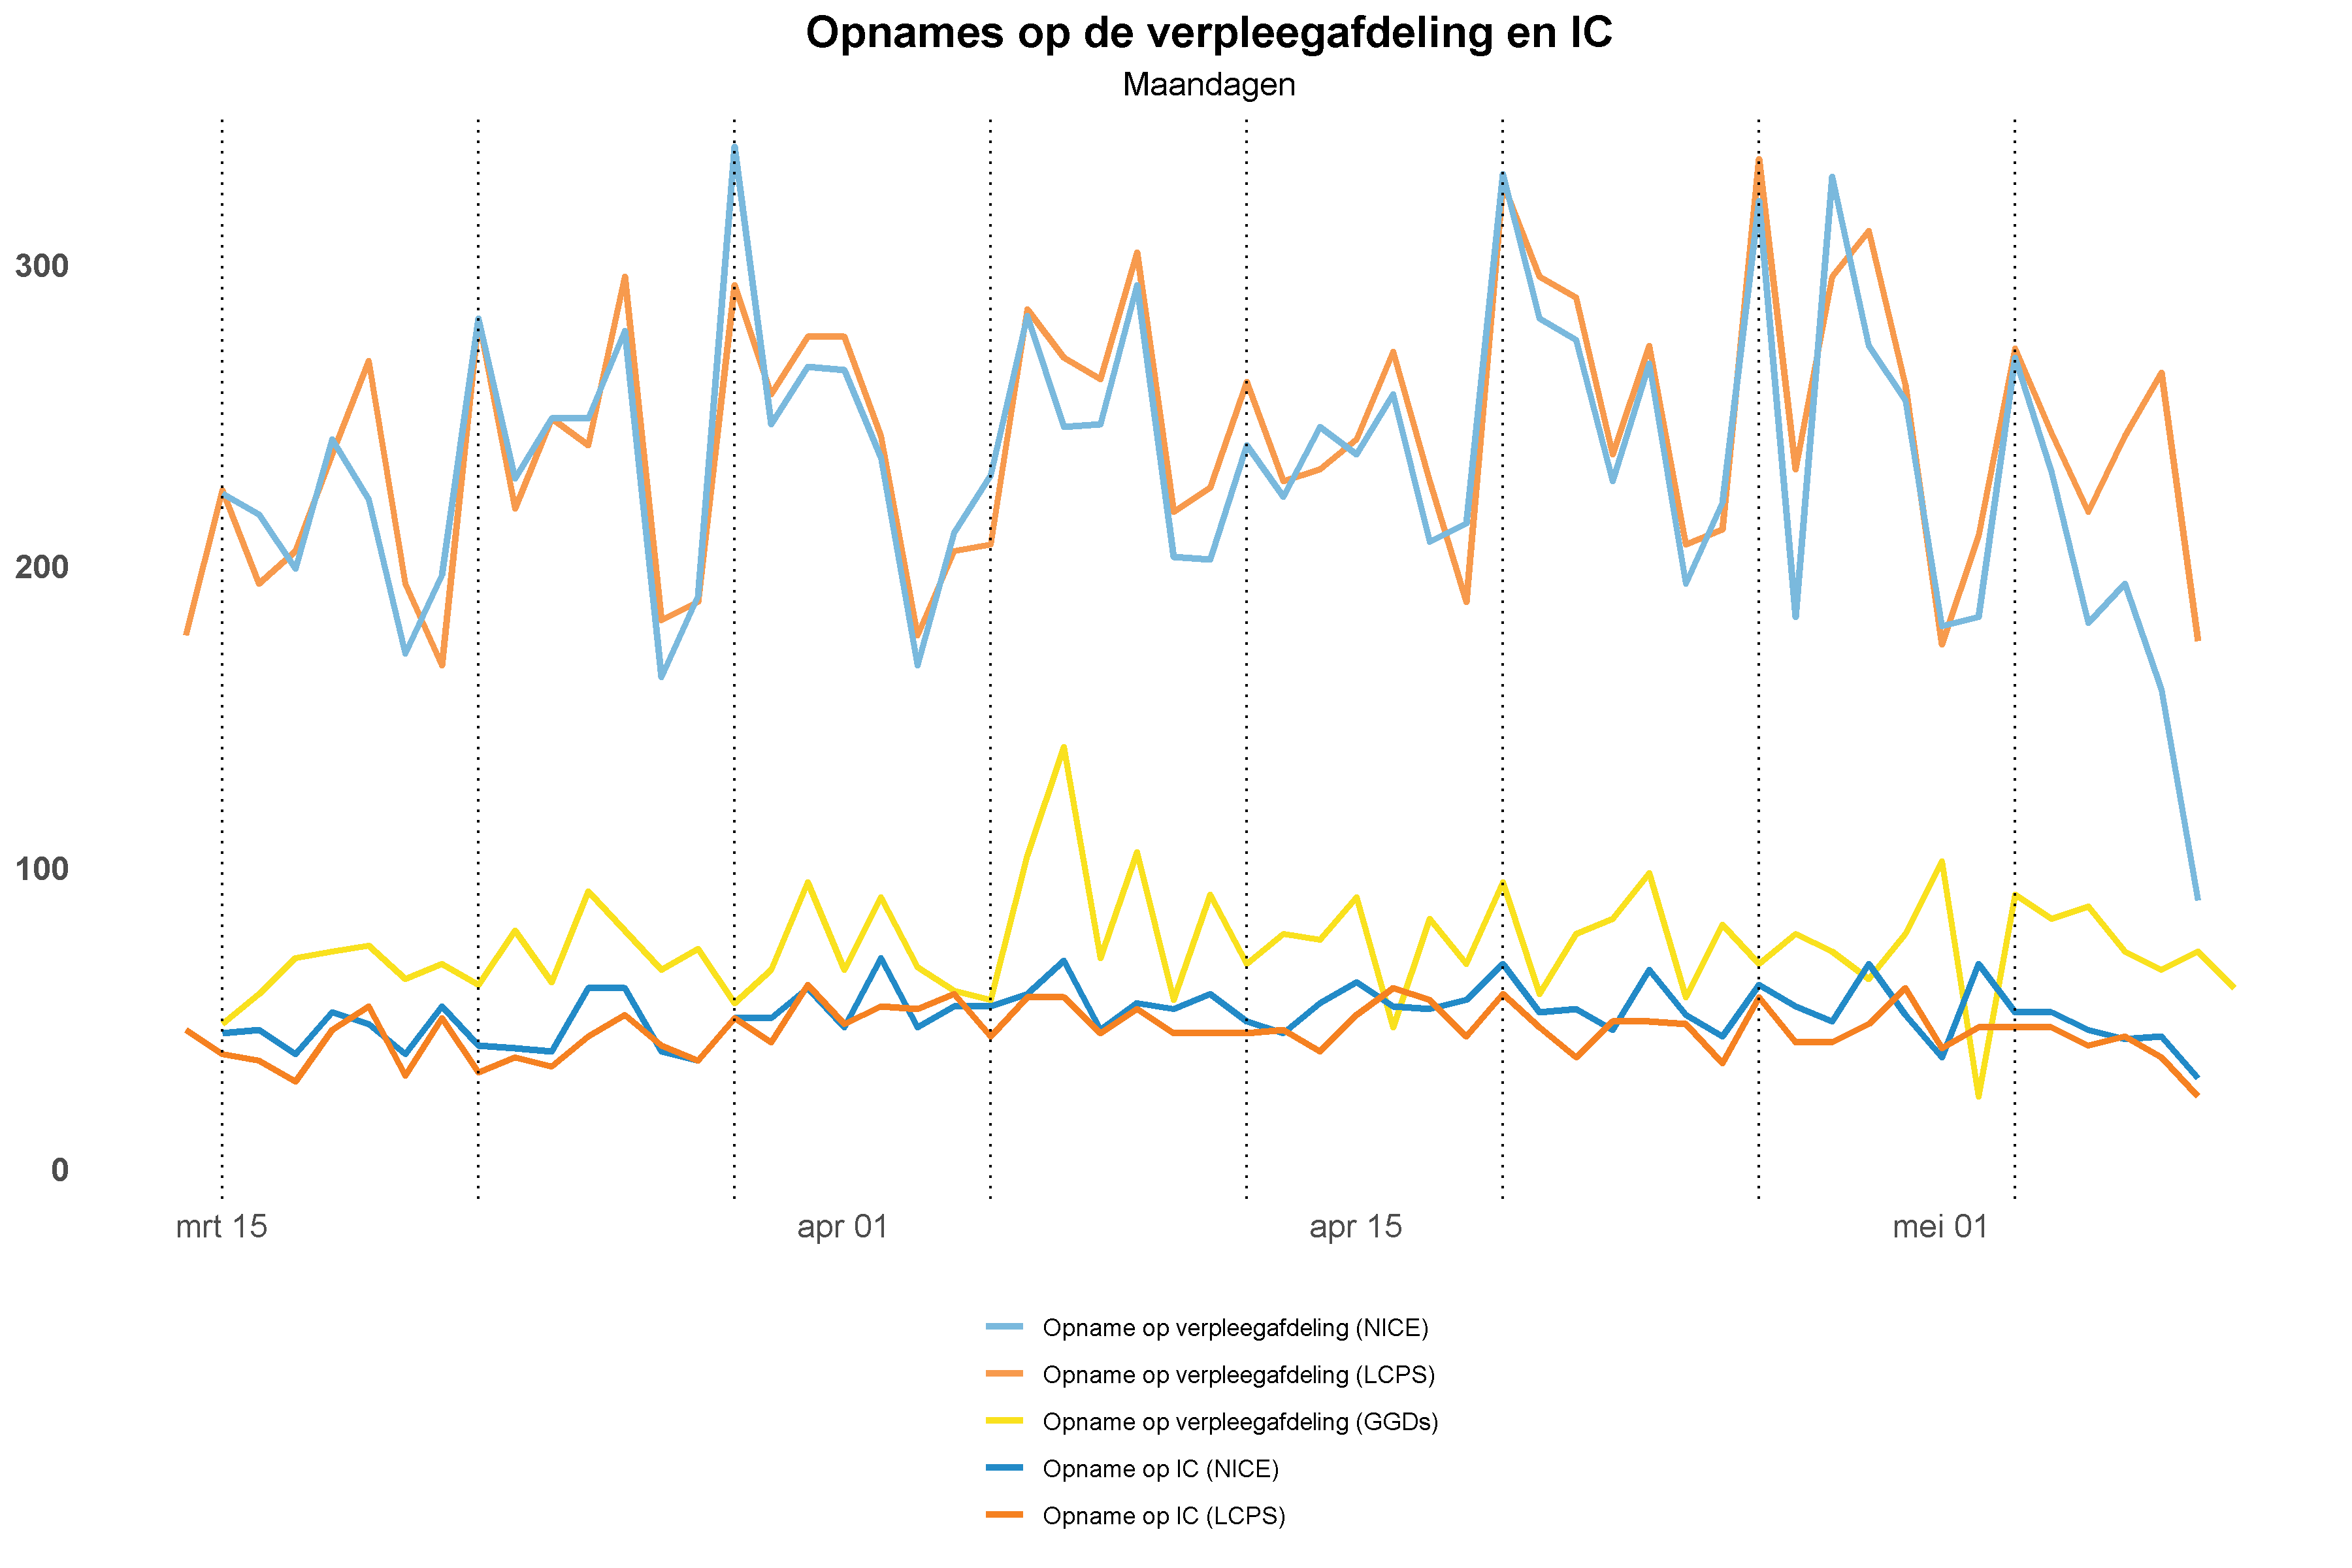 Opnames op de verpleegafdeling en IC
Maandagen
300
200
100
0
mrt 15 apr 01 apr 15 mei 01
Opname op verpleegafdeling (NICE)
Opname op verpleegafdeling (LCPS)
Opname op verpleegafdeling (GGDs)
Opname op IC (NICE)
Opname op IC (LCPS)